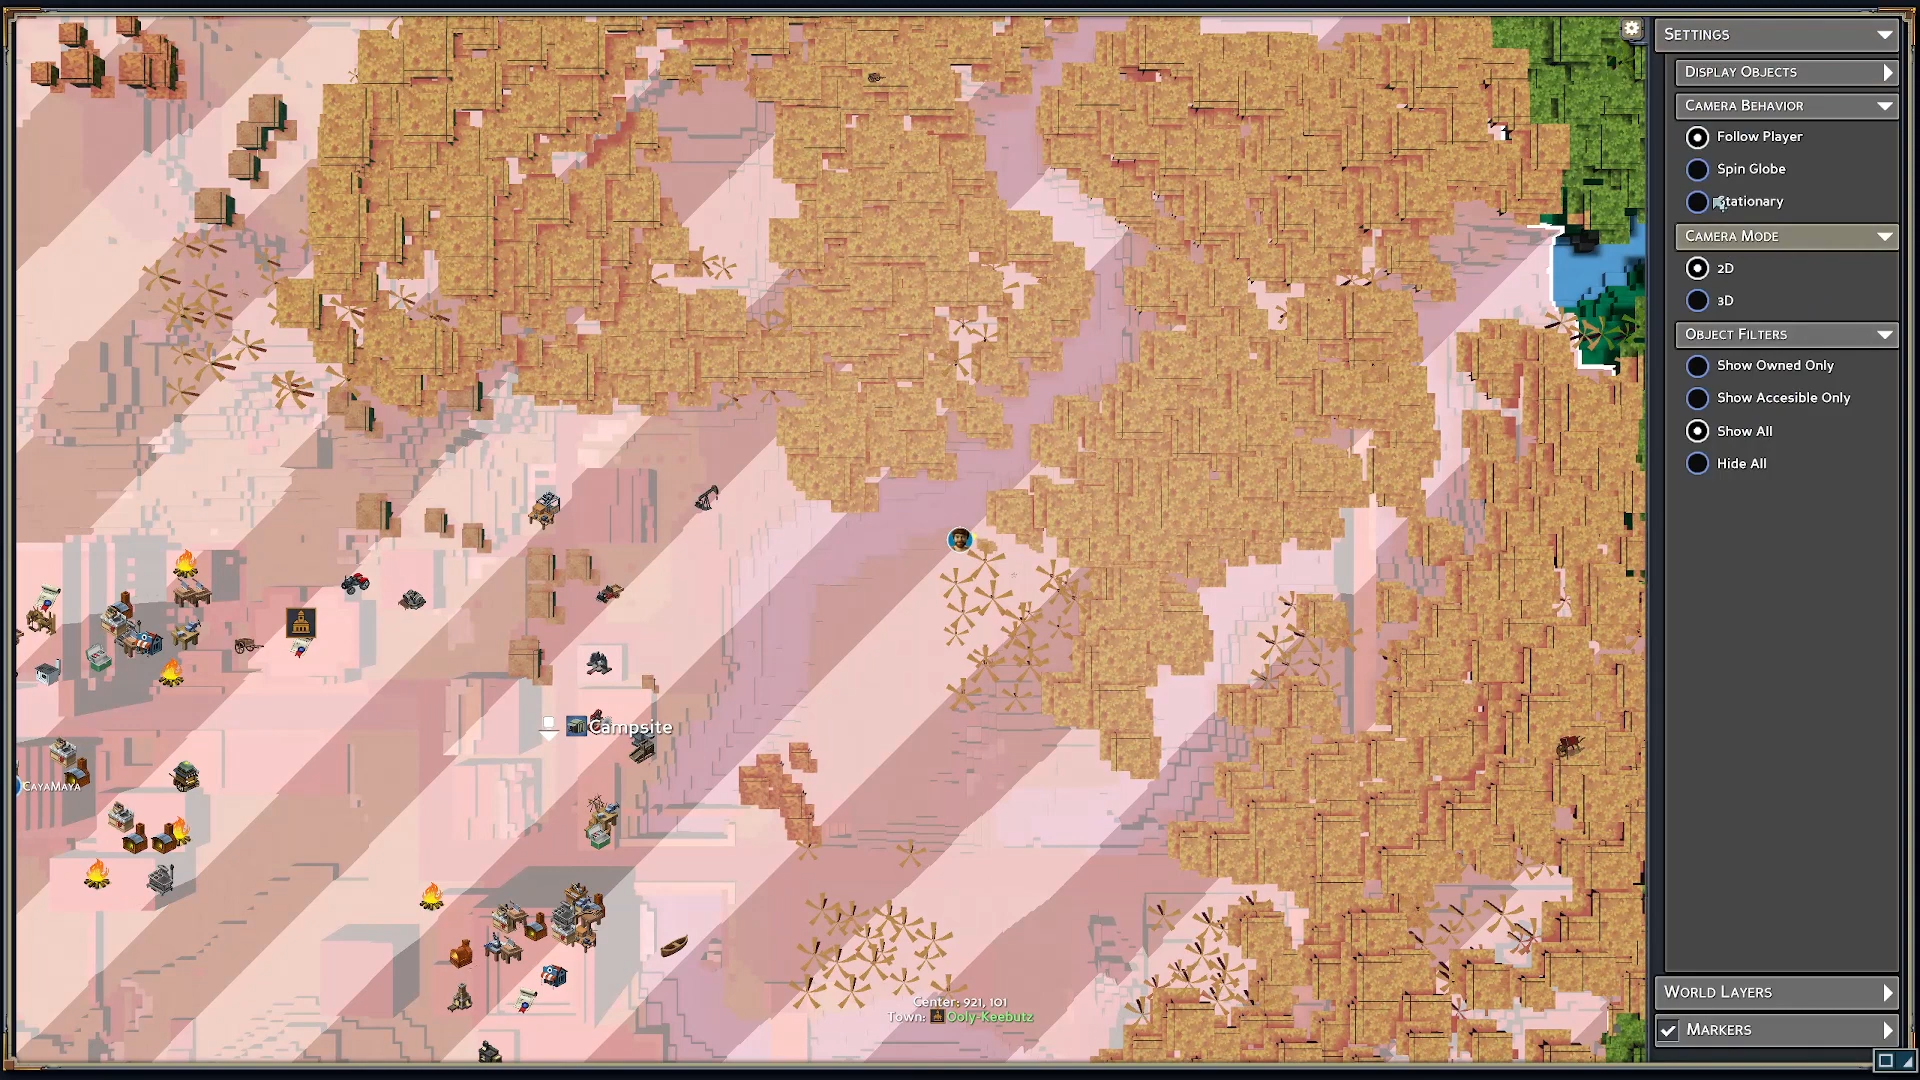 SETTINGS
DISPLAY OBJECTS
CAMERA BEHAVIOR
Follow Player
Spin Globe
Stationary
CAMERA MODE
2D
3D
OBJECT FILTERS
Show Owned Only
Show Accesible Only
Show All
Hide All
Campsite
CAYAMAYA
Center: 921, 101
Town: Ooly-Keebutz
WORLD LAYERS
MARKERS